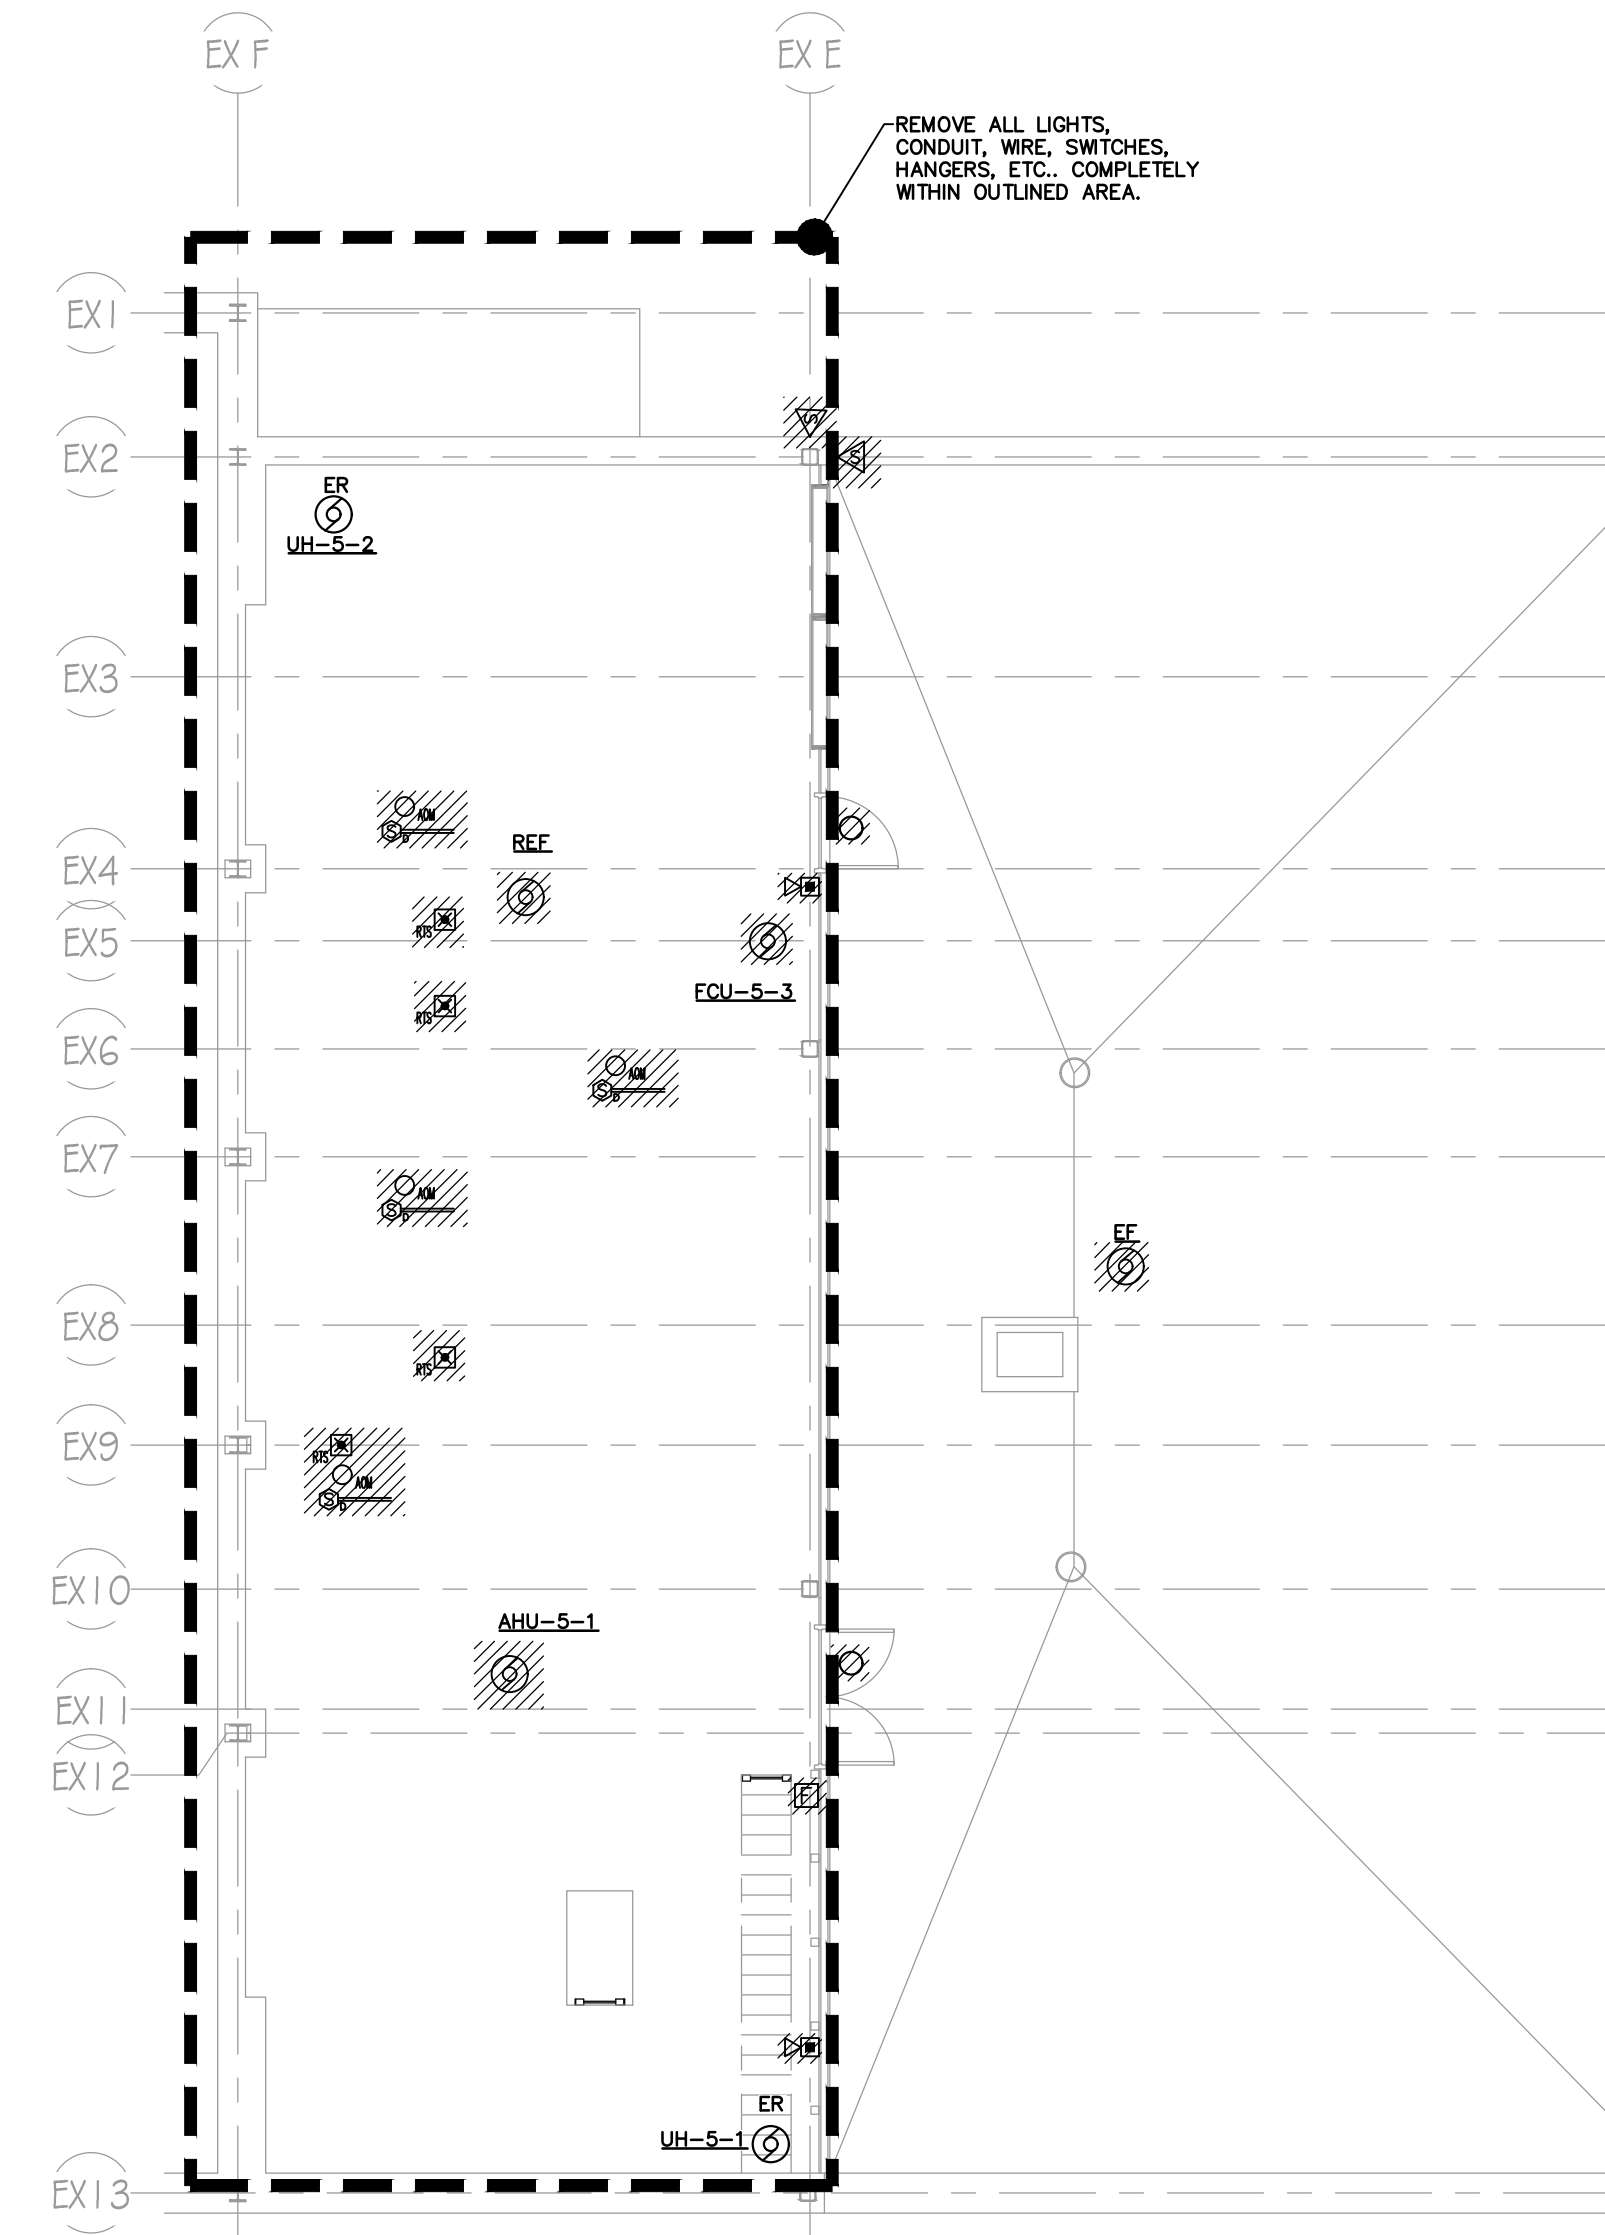 EX F
EX E
REMOVE ALL LIGHTS,
CONDUIT, WIRE, SWITCHES,
HANGERS, ETC.. COMPLETELY
WITHIN OUTLINED AREA.
EX1
S
EX2
S
ER
UH-5-2
EX3
AOM
S
D
REF
EX4
RTS
EX5
FCU-5-3
RTS
EX6
AOM
S
D
EX7
AOM
S
D
EF
EX8
RTS
EX9
RTS
AOM
S
D
EX10
AHU-5-1
EX11
EX12
F
ER
UH-5-1
EX13